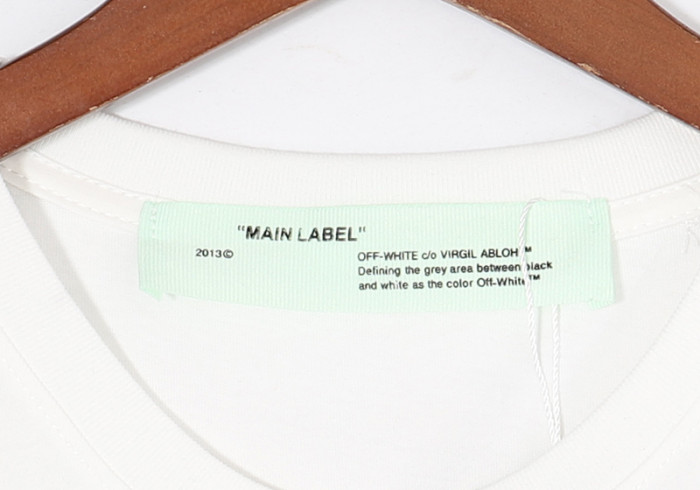 "MAIN LABEL"
2013©
OFF-WHITE c/o VIRGIL ABLOH™
Defining the grey area between black
and white as the color Off-White™